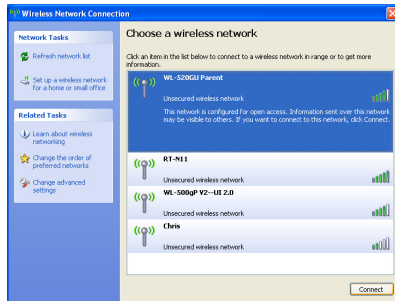 Wireless Network Connection
Network Tasks
Refresh network list
Set up a wireless network
for a home or small office
Related Tasks
Learn about wireless
networking
Change the order of
preferred networks
Change advanced
settings
Choose a wireless network
Click an item in the list below to connect to a wireless network in range or to get more
information.
WL-520GU Parent
Unsecured wireless network
This network is configured for open access. Information sent over this network
may be visible to others. If you want to connect to this network, click Connect.
RT-N11
Unsecured wireless network
WL-500gP V2--UI 2.0
Unsecured wireless network
Chris
Unsecured wireless network
Connect